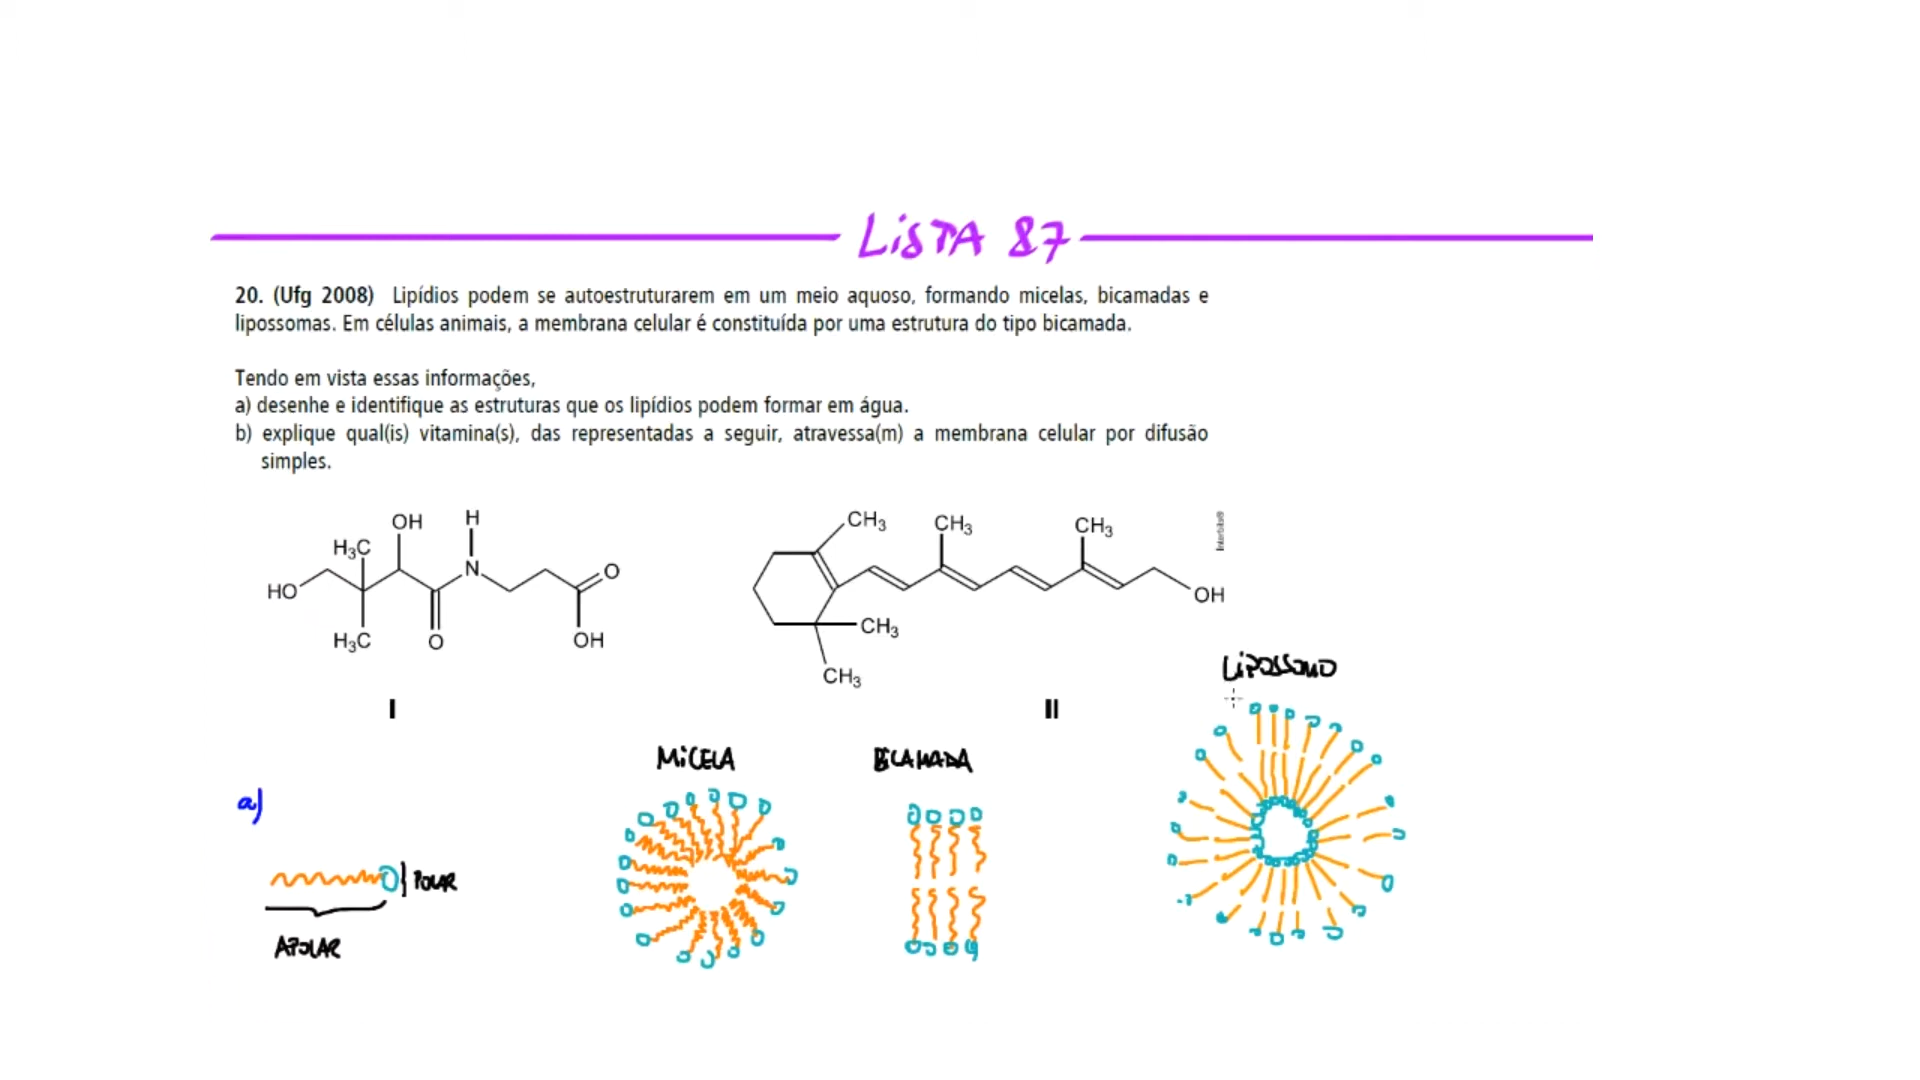 LISTA 87
20. (Ufg 2008) Lipídios podem se autoestruturarem em um meio aquoso, formando micelas, bicamadas e
lipossomas. Em células animais, a membrana celular é constituída por uma estrutura do tipo bicamada.
Tendo em vista essas informações,
a) desenhe e identifique as estruturas que os lipídios podem formar em água.
b) explique qual(is) vitamina(s), das representadas a seguir, atravessa(m) a membrana celular por difusão
simples.
OH
H
H₃C
HO
N
O
H₃C
O
OH
I
CH₃
CH₃
CH₃
OH
CH₃
CH₃
II
Interbits®
LIPOSSOMO
MICELA
BICAMADA
a)
POLAR
APOLAR